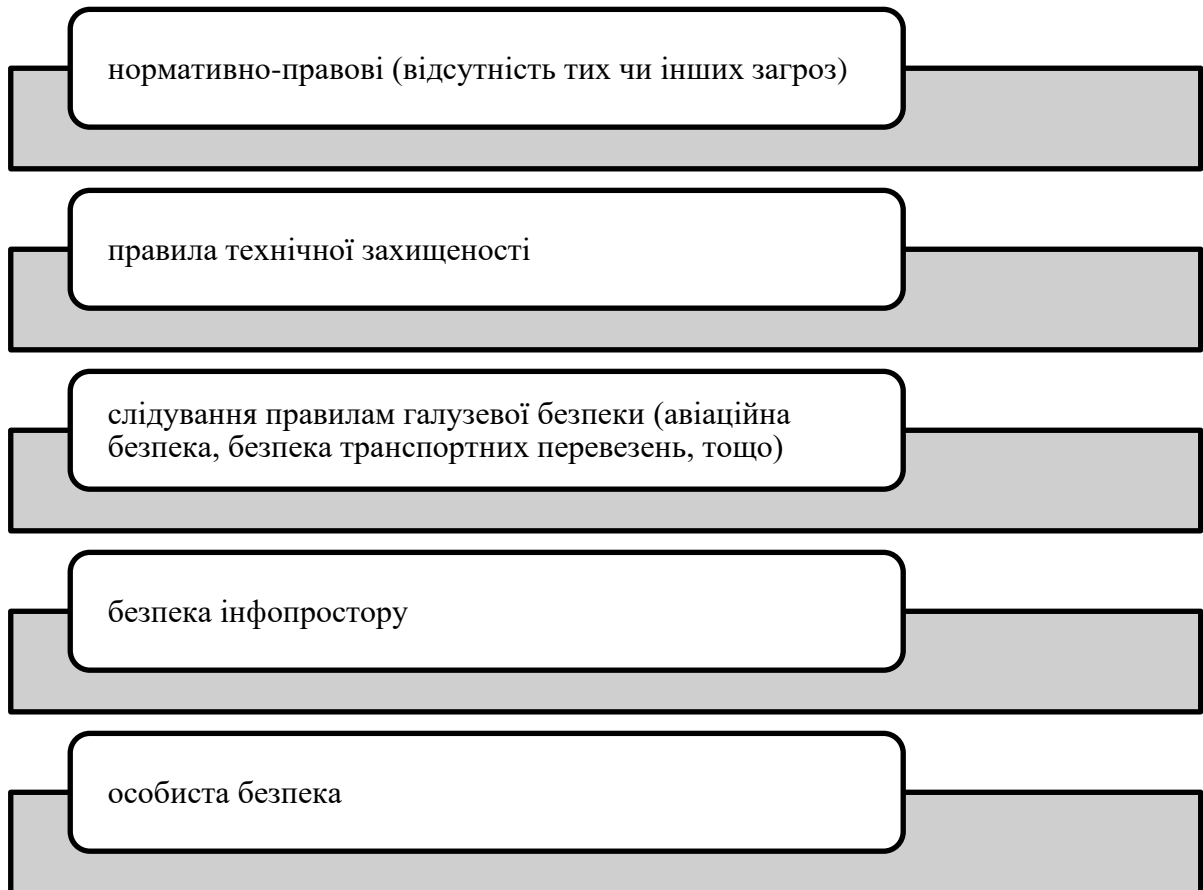 нормативно-правові (відсутність тих чи інших загроз)
правила технічної захищеності
слідування правилам галузевої безпеки (авіаційна
безпека, безпека транспортних перевезень, тощо)
безпека інфопростору
особиста безпека